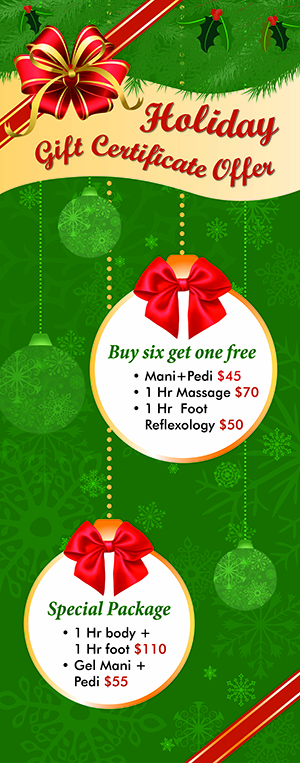 Holiday
Gift Certificate Offer
Buy six get one free
• Mani+Pedi $45
• 1 Hr Massage $70
• 1 Hr Foot
Reflexology $50
Special Package
• 1 Hr body +
1 Hr foot $110
• Gel Mani +
Pedi $55